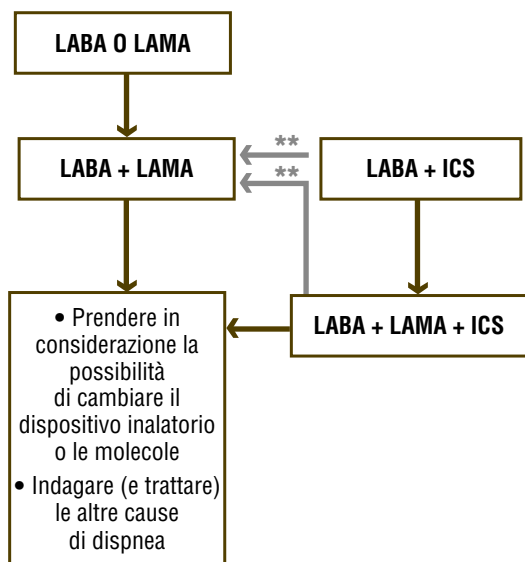 LABA O LAMA
LABA + LAMA
**
**
LABA + ICS
LABA + LAMA + ICS
• Prendere in
considerazione la
possibilità
di cambiare il
dispositivo inalatorio
o le molecole
• Indagare (e trattare)
le altre cause
di dispnea